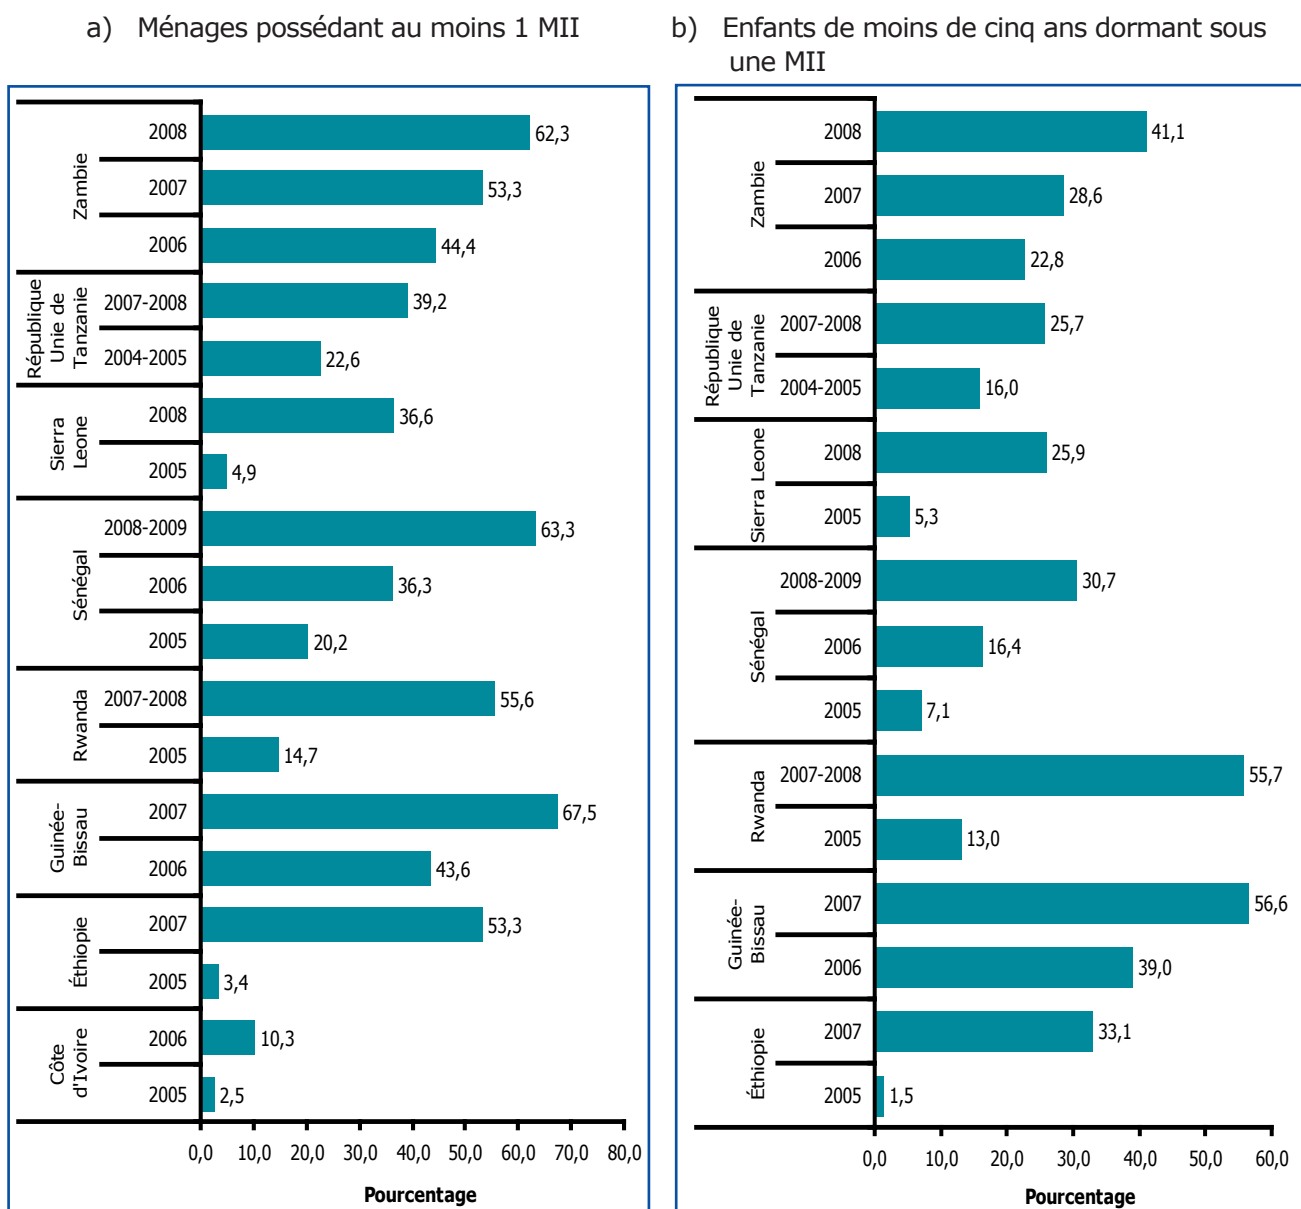 a) Ménages possédant au moins 1 MII
Zambie
2008 62,3
2007 53,3
2006 44,4
République
Unie de
Tanzanie
2007-2008 39,2
2004-2005 22,6
Sierra
Leone
2008 36,6
2005 4,9
Sénégal
2008-2009 63,3
2006 36,3
2005 20,2
Rwanda
2007-2008 55,6
2005 14,7
Guinée-
Bissau
2007 67,5
2006 43,6
Éthiopie
2007 53,3
2005 3,4
Côte
d'Ivoire
2006 10,3
2005 2,5
0,0 10,0 20,0 30,0 40,0 50,0 60,0 70,0 80,0
Pourcentage
b) Enfants de moins de cinq ans dormant sous
une MII
Zambie
2008 41,1
2007 28,6
2006 22,8
République
Unie de
Tanzanie
2007-2008 25,7
2004-2005 16,0
Sierra Leone
2008 25,9
2005 5,3
Sénégal
2008-2009 30,7
2006 16,4
2005 7,1
Rwanda
2007-2008 55,7
2005 13,0
Guinée-
Bissau
2007 56,6
2006 39,0
Éthiopie
2007 33,1
2005 1,5
0,0 10,0 20,0 30,0 40,0 50,0 60,0
Pourcentage